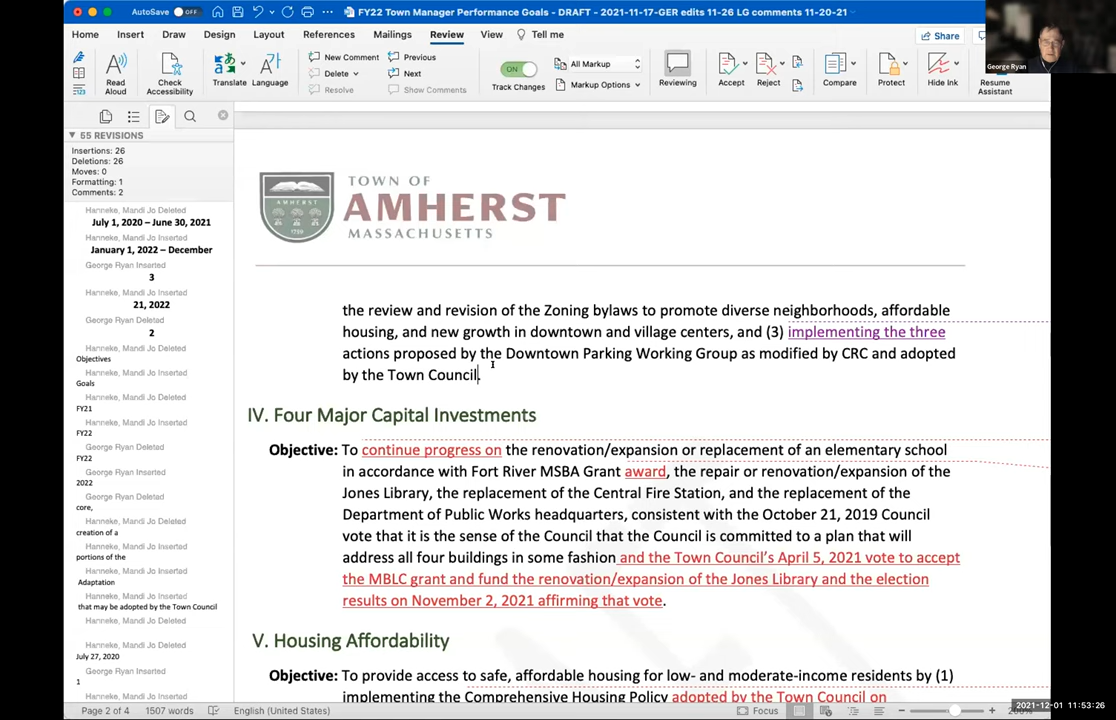 AutoSave OFF FY22 Town Manager Performance Goals - DRAFT - 2021-11-17-GER edits 11-26 LG comments 11-20-21
Home Insert Draw Design Layout References Mailings Review View Tell me Share
George Ryan
Read Aloud
Check Accessibility
Translate
Language
New Comment
Delete
Resolve
Previous
Next
Show Comments
ON
Track Changes
All Markup
Markup Options
Reviewing
Accept
Reject
Compare
Protect
Hide Ink
Resume Assistant
65 REVISIONS
Insertions: 26
Deletions: 26
Moves: 0
Formatting: 1
Comments: 2
Hanneke, Mandi Jo Deleted
July 1, 2020 – June 30, 2021
Hanneke, Mandi Jo Inserted
January 1, 2022 – December
George Ryan Inserted
3
Hanneke, Mandi Jo Inserted
21, 2022
George Ryan Deleted
2
Hanneke, Mandi Jo Deleted
Objectives
Hanneke, Mandi Jo Inserted
Goals
Hanneke, Mandi Jo Deleted
FY21
Hanneke, Mandi Jo Inserted
FY22
George Ryan Deleted
FY22
Hanneke, Mandi Jo Inserted
2022
George Ryan Deleted
core,
Hanneke, Mandi Jo Deleted
creation of a
Hanneke, Mandi Jo Inserted
portions of the
Hanneke, Mandi Jo Deleted
Adaptation
Hanneke, Mandi Jo Inserted
that may be adopted by the Town Council
Hanneke, Mandi Jo Deleted
Hanneke, Mandi Jo Deleted
July 27, 2020
George Ryan Inserted
1
Hanneke, Mandi Jo Inserted
TOWN OF
AMHERST
MASSACHUSETTS
AMHERST
1759
the review and revision of the Zoning bylaws to promote diverse neighborhoods, affordable
housing, and new growth in downtown and village centers, and (3) implementing the three
actions proposed by the Downtown Parking Working Group as modified by CRC and adopted
by the Town Council.
IV. Four Major Capital Investments
Objective: To continue progress on the renovation/expansion or replacement of an elementary school
in accordance with Fort River MSBA Grant award, the repair or renovation/expansion of the
Jones Library, the replacement of the Central Fire Station, and the replacement of the
Department of Public Works headquarters, consistent with the October 21, 2019 Council
vote that it is the sense of the Council that the Council is committed to a plan that will
address all four buildings in some fashion and the Town Council's April 5, 2021 vote to accept
the MBLC grant and fund the renovation/expansion of the Jones Library and the election
results on November 2, 2021 affirming that vote.
V. Housing Affordability
Objective: To provide access to safe, affordable housing for low- and moderate-income residents by (1)
implementing the Comprehensive Housing Policy adopted by the Town Council on
Page 2 of 4 1507 words English (United States) Focus
2021-12-01 11:53:26